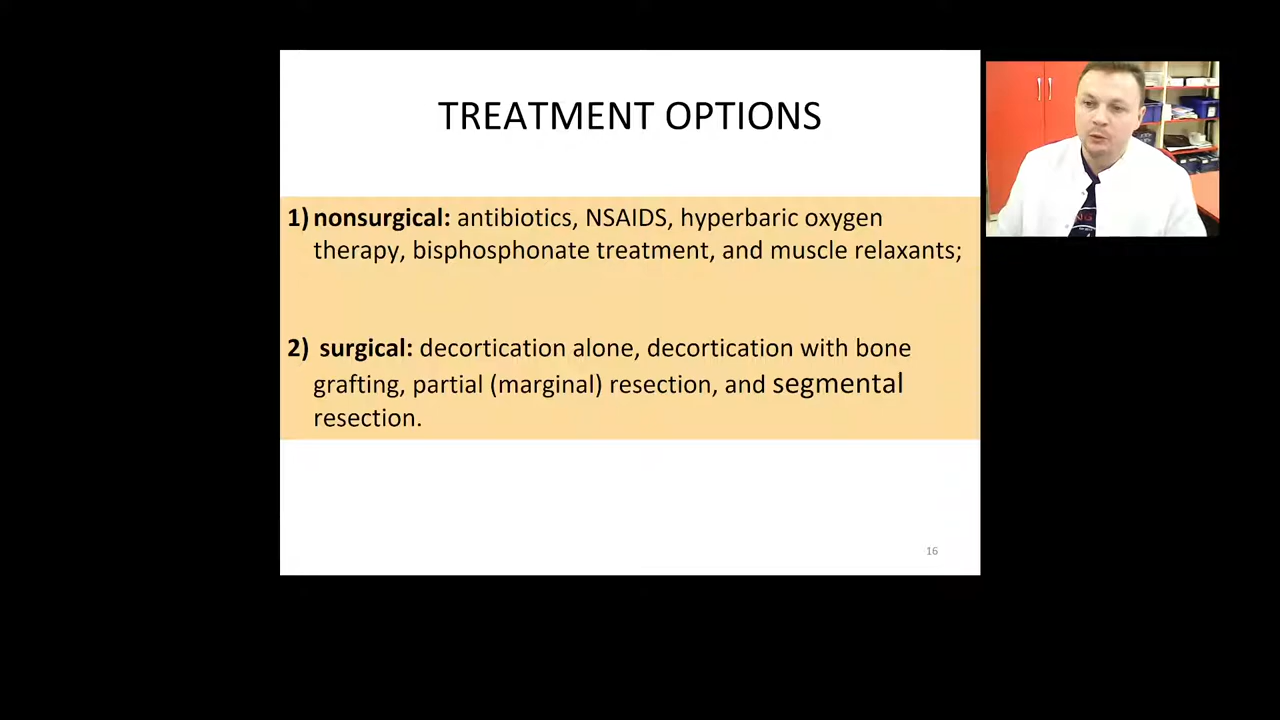 TREATMENT OPTIONS
1) nonsurgical: antibiotics, NSAIDS, hyperbaric oxygen
therapy, bisphosphonate treatment, and muscle relaxants;
2) surgical: decortication alone, decortication with bone
grafting, partial (marginal) resection, and segmental
resection.
16